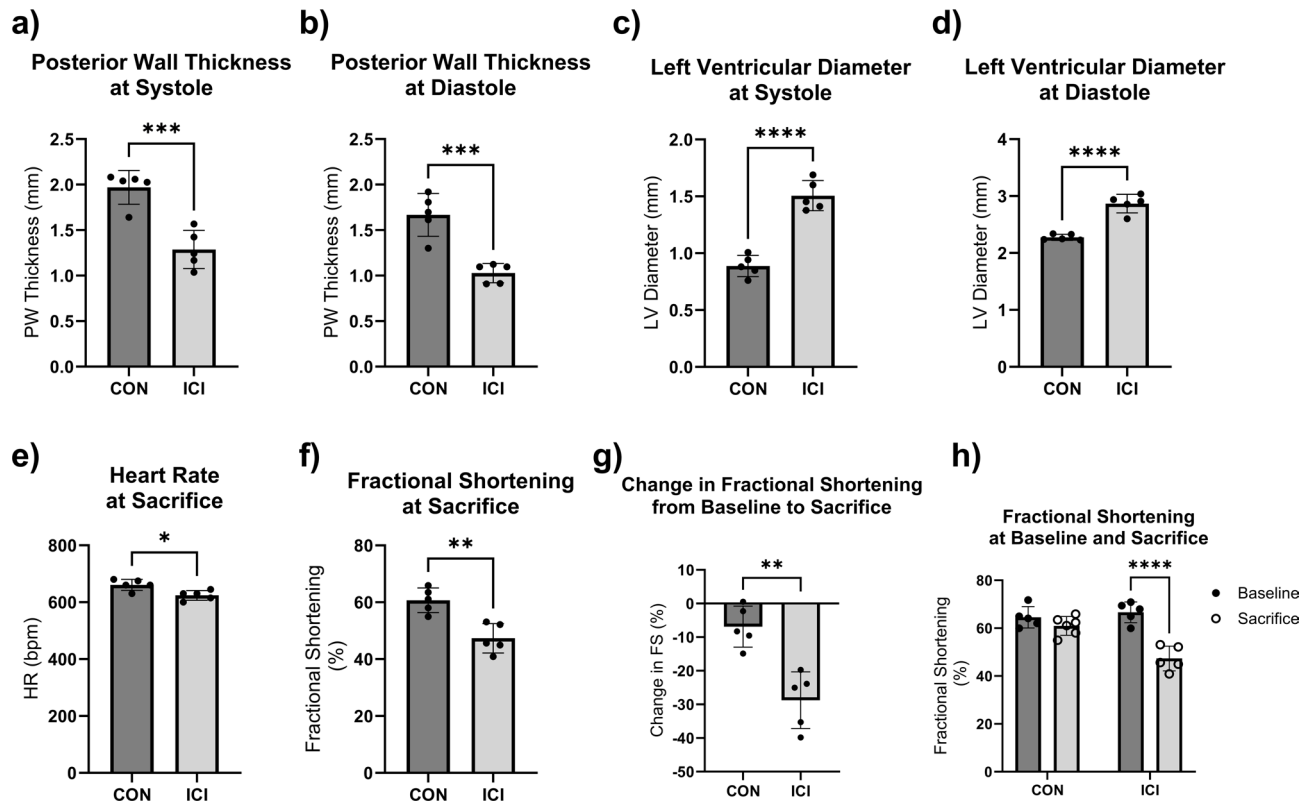 a)
Posterior Wall Thickness
at Systole
PW Thickness (mm)
2.5
2.0
1.5
1.0
0.5
0.0
***
CON
ICI
b)
Posterior Wall Thickness
at Diastole
PW Thickness (mm)
2.5
2.0
1.5
1.0
0.5
0.0
***
CON
ICI
c)
Left Ventricular Diameter
at Systole
LV Diameter (mm)
2.0
1.5
1.0
0.5
0.0
****
CON
ICI
d)
Left Ventricular Diameter
at Diastole
LV Diameter (mm)
4
3
2
1
0
****
CON
ICI
e)
Heart Rate
at Sacrifice
HR (bpm)
800
600
400
200
0
*
CON
ICI
f)
Fractional Shortening
at Sacrifice
Fractional Shortening
(%)
80
60
40
20
0
**
CON
ICI
g)
Change in Fractional Shortening
from Baseline to Sacrifice
Change in FS (%)
10
0
-10
-20
-30
-40
-50
**
CON
ICI
h)
Fractional Shortening
at Baseline and Sacrifice
Fractional Shortening
(%)
80
60
40
20
0
****
CON
ICI
Baseline
Sacrifice